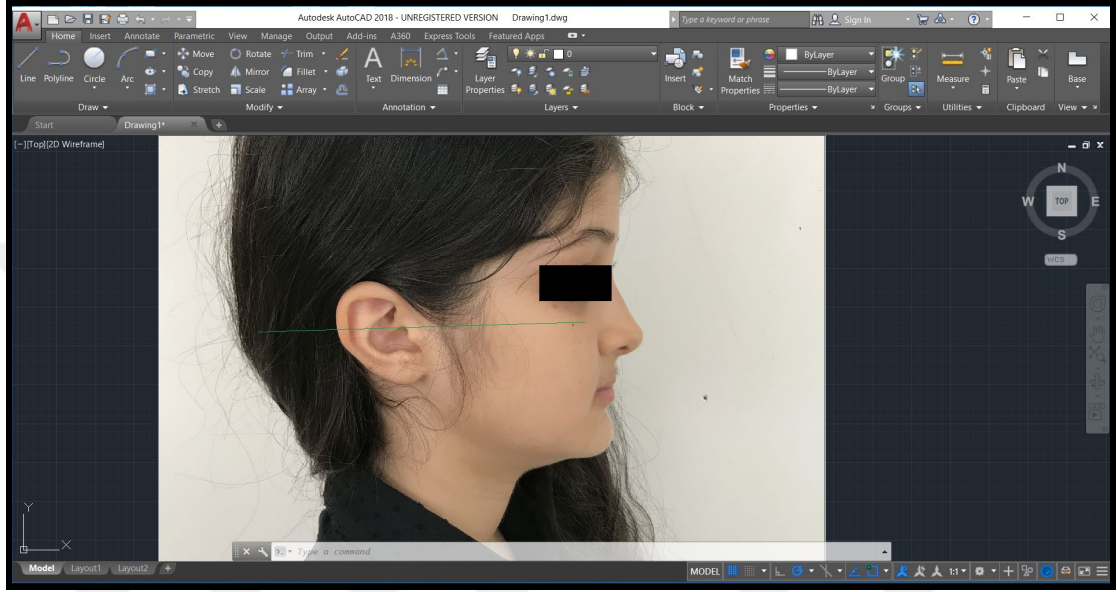 Autodesk AutoCAD 2018 - UNREGISTERED VERSION Drawing1.dwg
Type a keyword or phrase
Sign In
Home Insert Annotate Parametric View Manage Output Add-ins A360 Express Tools Featured Apps
Line Polyline Circle Arc
Move Rotate Trim
Copy Mirror Fillet
Stretch Scale Array
Text Dimension
Layer Properties
0
Insert
Match Properties
ByLayer
ByLayer
ByLayer
Group
Measure
Paste
Base
Draw Modify Annotation Layers Block Properties Groups Utilities Clipboard View
Start Drawing1*
[−][Top][2D Wireframe]
N
W TOP E
S
WCS
Y
X
Type a command
Model Layout1 Layout2
MODEL 1:1